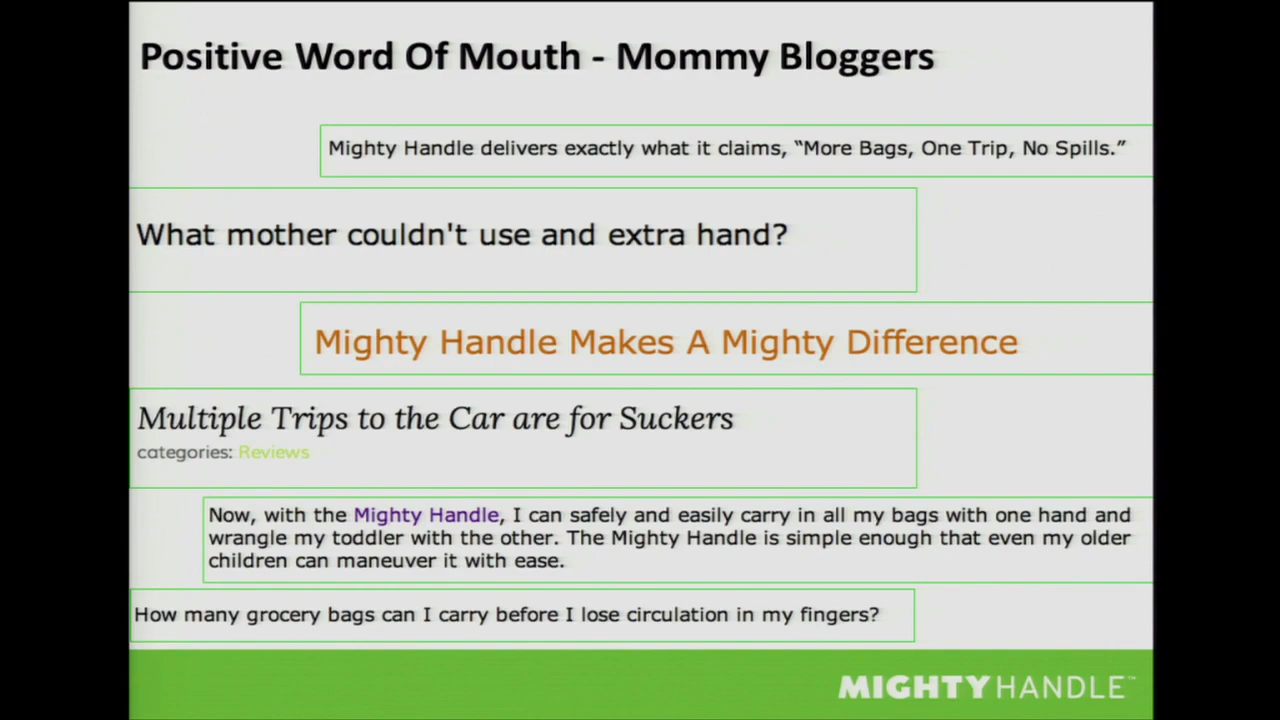 Positive Word Of Mouth - Mommy Bloggers
Mighty Handle delivers exactly what it claims, “More Bags, One Trip, No Spills.”
What mother couldn't use and extra hand?
Mighty Handle Makes A Mighty Difference
Multiple Trips to the Car are for Suckers
categories: Reviews
Now, with the Mighty Handle, I can safely and easily carry in all my bags with one hand and
wrangle my toddler with the other. The Mighty Handle is simple enough that even my older
children can maneuver it with ease.
How many grocery bags can I carry before I lose circulation in my fingers?
MIGHTYHANDLE™